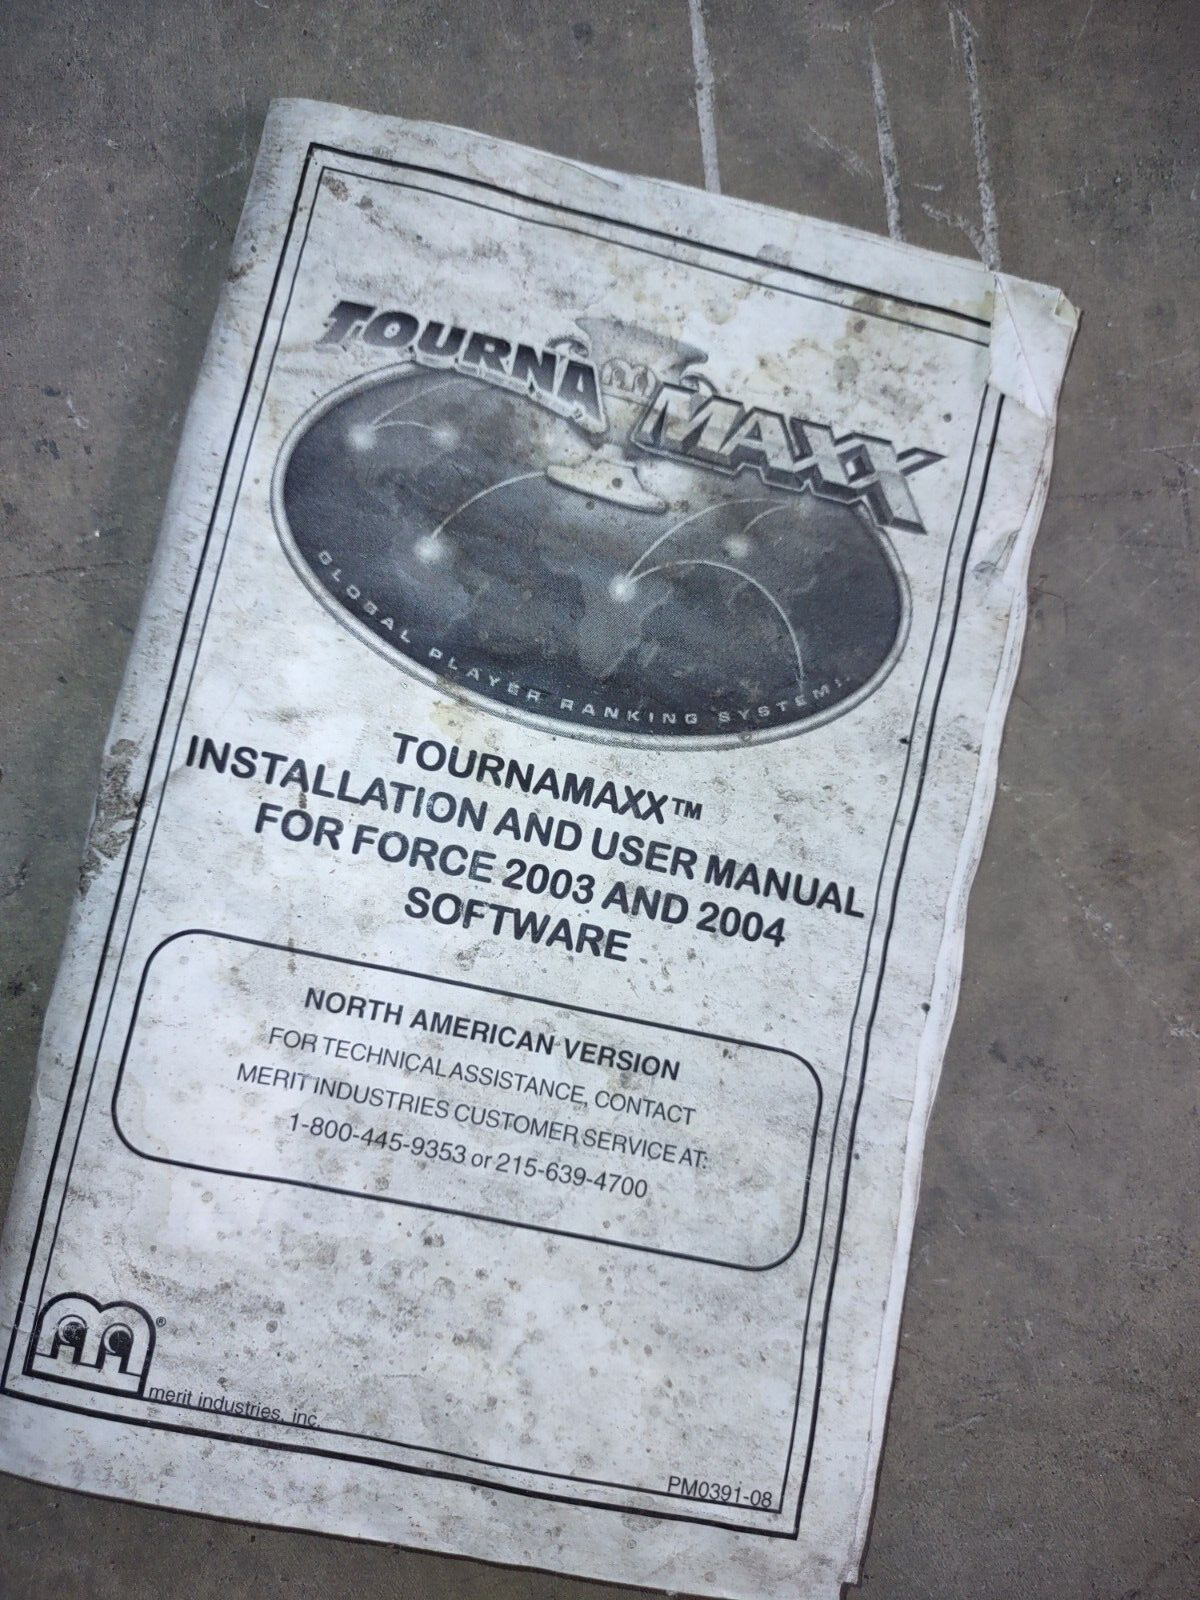 TOURNA MAXX
GLOBAL PLAYER RANKING SYSTEM!
TOURNAMAXX™
INSTALLATION AND USER MANUAL
FOR FORCE 2003 AND 2004
SOFTWARE
NORTH AMERICAN VERSION
FOR TECHNICAL ASSISTANCE, CONTACT
MERIT INDUSTRIES CUSTOMER SERVICE AT:
1-800-445-9353 or 215-639-4700
m®
merit industries, inc.
PM0391-08